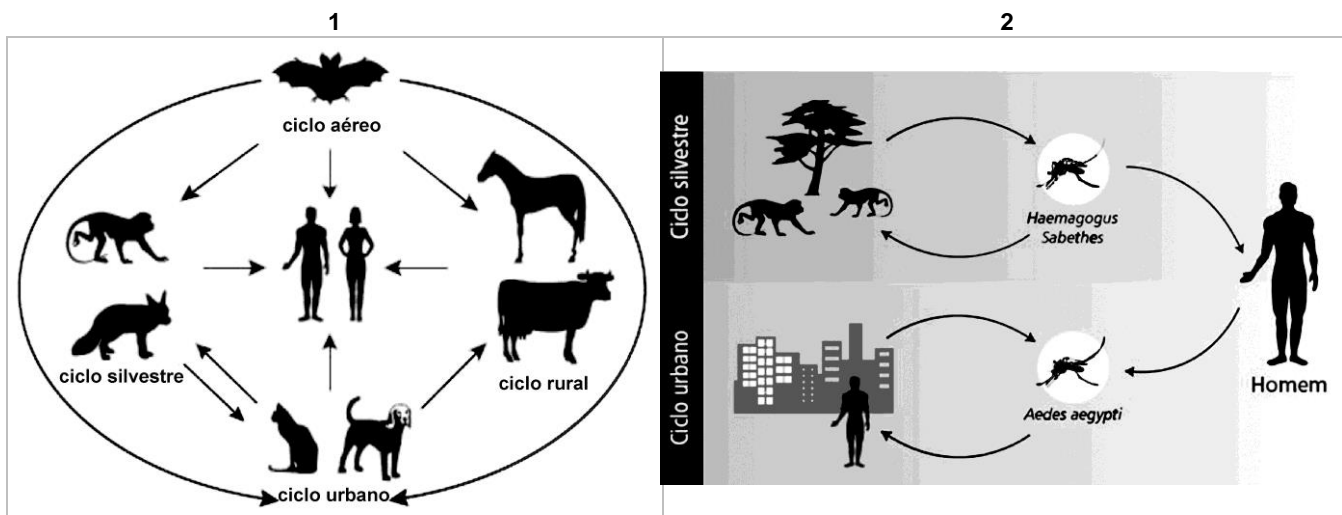 1
2
ciclo aéreo
ciclo silvestre
ciclo rural
ciclo urbano
Ciclo silvestre
Haemagogus
Sabethes
Ciclo urbano
Aedes aegypti
Homem